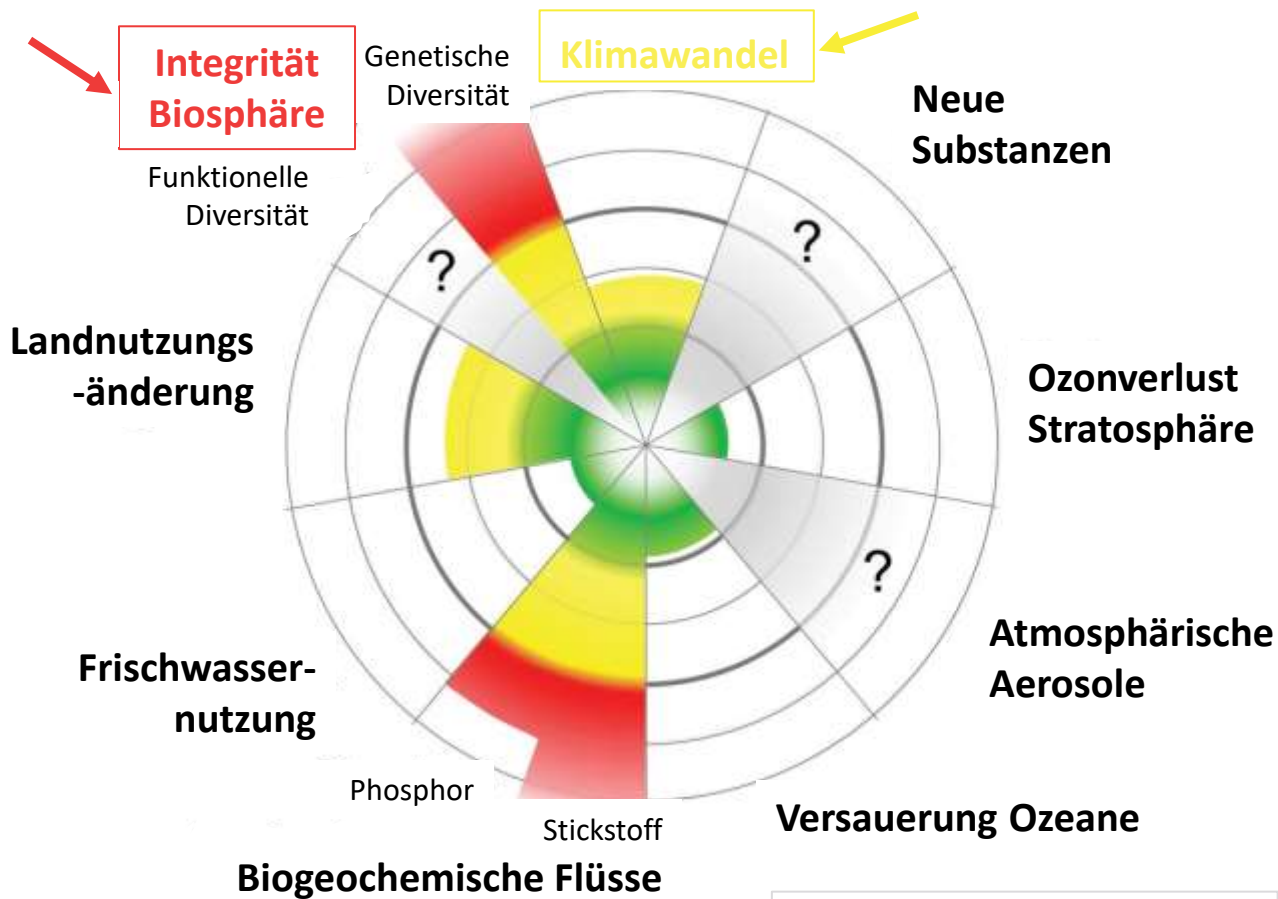 Integrität
Biosphäre
Genetische
Diversität
Klimawandel
Neue
Substanzen
Funktionelle
Diversität
?
?
Landnutzungs
-änderung
Ozonverlust
Stratosphäre
?
Atmosphärische
Aerosole
Frischwasser-
nutzung
Phosphor
Stickstoff
Versauerung Ozeane
Biogeochemische Flüsse